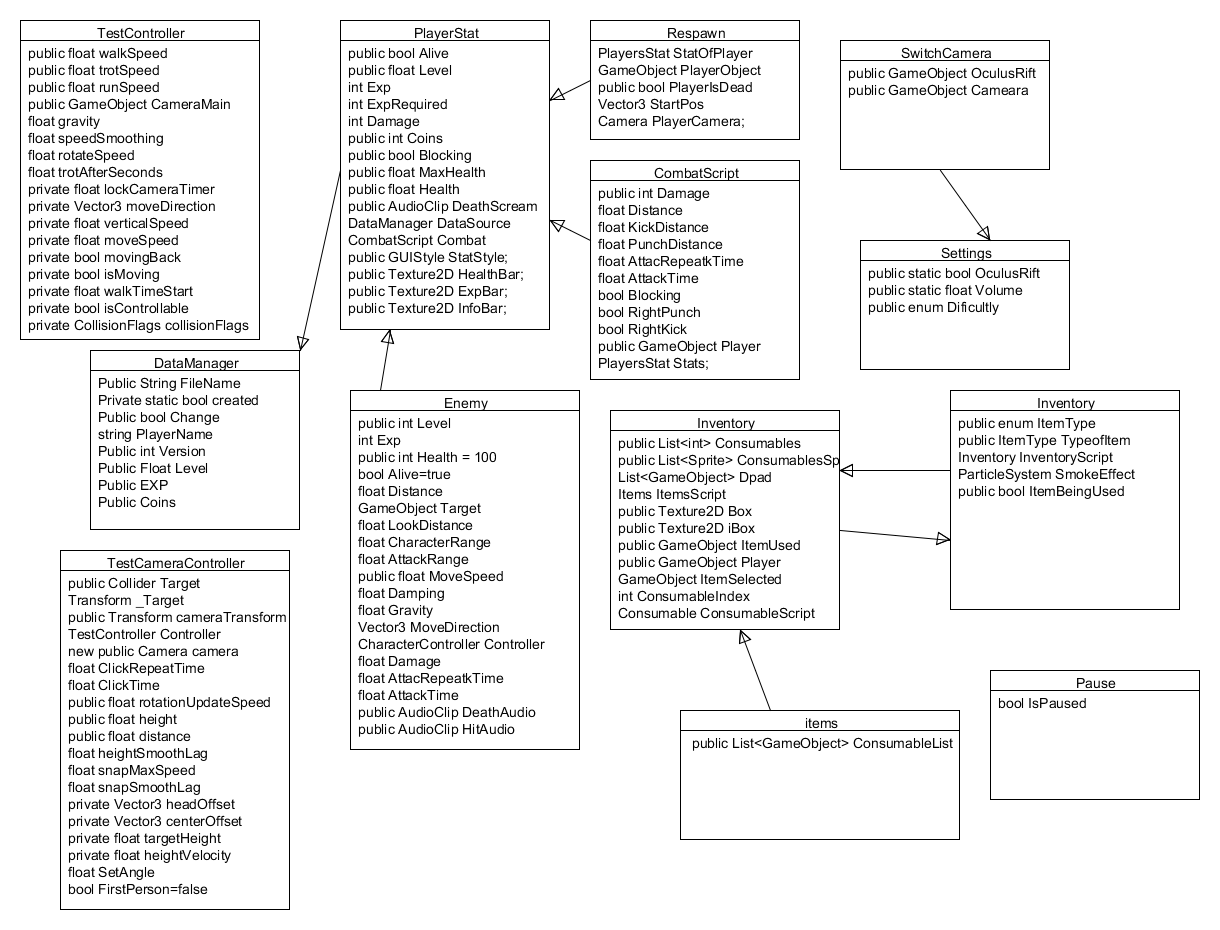 TestController
public float walkSpeed
public float trotSpeed
public float runSpeed
public GameObject CameraMain
float gravity
float speedSmoothing
float rotateSpeed
float trotAfterSeconds
private float lockCameraTimer
private Vector3 moveDirection
private float verticalSpeed
private float moveSpeed
private bool movingBack
private bool isMoving
private float walkTimeStart
private bool isControllable
private CollisionFlags collisionFlags
PlayerStat
public bool Alive
public float Level
int Exp
int ExpRequired
int Damage
public int Coins
public bool Blocking
public float MaxHealth
public float Health
public AudioClip DeathScream
DataManager DataSource
CombatScript Combat
public GUIStyle StatStyle;
public Texture2D HealthBar;
public Texture2D ExpBar;
public Texture2D InfoBar;
Respawn
PlayersStat StatOfPlayer
GameObject PlayerObject
public bool PlayerIsDead
Vector3 StartPos
Camera PlayerCamera;
SwitchCamera
public GameObject OculusRift
public GameObject Cameara
CombatScript
public int Damage
float Distance
float KickDistance
float PunchDistance
float AttacRepeatkTime
float AttackTime
bool Blocking
bool RightPunch
bool RightKick
public GameObject Player
PlayersStat Stats;
Settings
public static bool OculusRift
public static float Volume
public enum Dificultly
DataManager
Public String FileName
Private static bool created
Public bool Change
string PlayerName
Public int Version
Public Float Level
Public EXP
Public Coins
Enemy
public int Level
int Exp
public int Health = 100
bool Alive=true
float Distance
GameObject Target
float LookDistance
float CharacterRange
float AttackRange
public float MoveSpeed
float Damping
float Gravity
Vector3 MoveDirection
CharacterController Controller
float Damage
float AttacRepeatkTime
float AttackTime
public AudioClip DeathAudio
public AudioClip HitAudio
Inventory
public List<int> Consumables
public List<Sprite> ConsumablesSp
List<GameObject> Dpad
Items ItemsScript
public Texture2D Box
public Texture2D iBox
public GameObject ItemUsed
public GameObject Player
GameObject ItemSelected
int ConsumableIndex
Consumable ConsumableScript
Inventory
public enum ItemType
public ItemType TypeofItem
Inventory InventoryScript
ParticleSystem SmokeEffect
public bool ItemBeingUsed
TestCameraController
public Collider Target
Transform _Target
public Transform cameraTransform
TestController Controller
new public Camera camera
float ClickRepeatTime
float ClickTime
public float rotationUpdateSpeed
public float height
public float distance
float heightSmoothLag
float snapMaxSpeed
float snapSmoothLag
private Vector3 headOffset
private Vector3 centerOffset
private float targetHeight
private float heightVelocity
float SetAngle
bool FirstPerson=false
items
public List<GameObject> ConsumableList
Pause
bool IsPaused